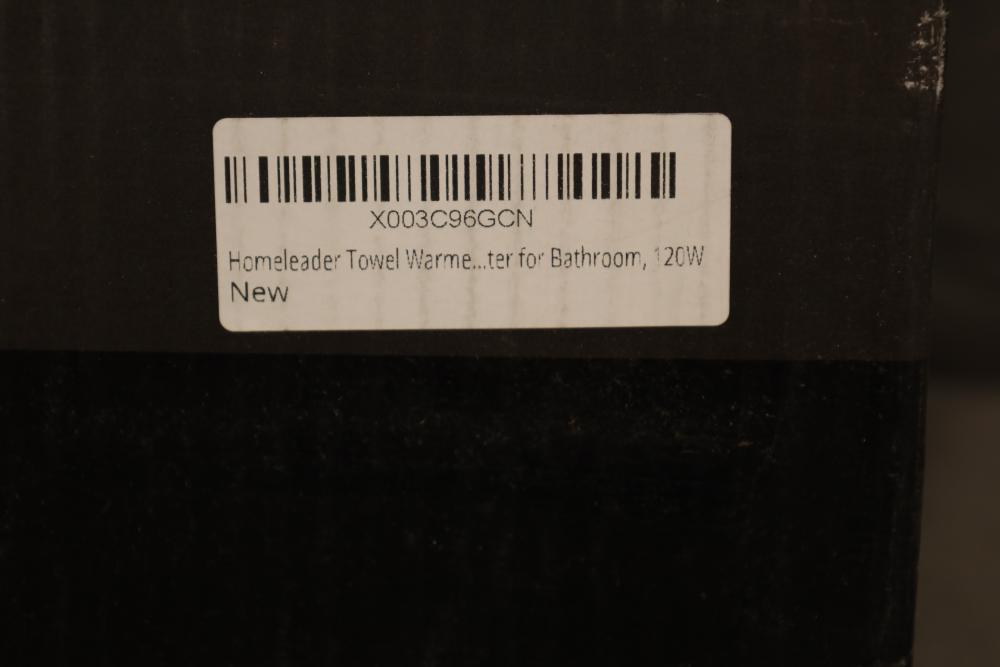 X003C96GCN
Homeleader Towel Warme...ter for Bathroom, 120W
New